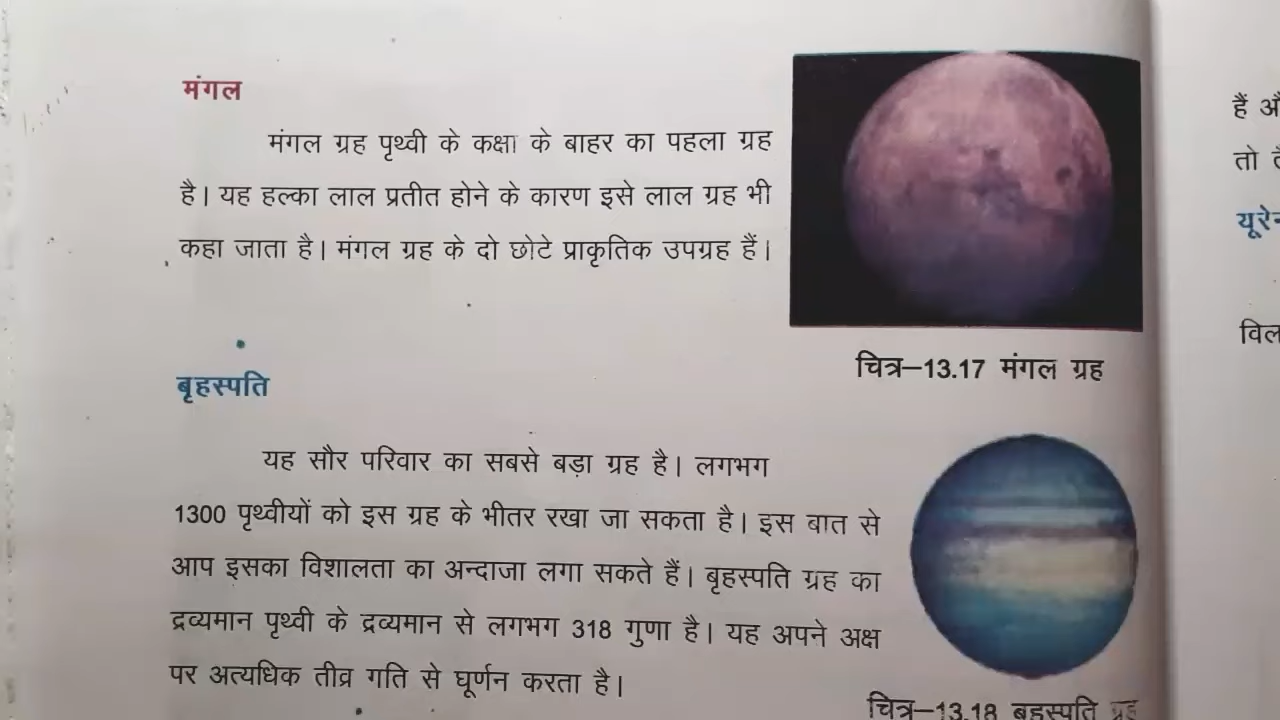 मंगल
मंगल ग्रह पृथ्वी के कक्षा के बाहर का पहला ग्रह
है। यह हल्का लाल प्रतीत होने के कारण इसे लाल ग्रह भी
कहा जाता है। मंगल ग्रह के दो छोटे प्राकृतिक उपग्रह हैं।
चित्र–13.17 मंगल ग्रह
बृहस्पति
यह सौर परिवार का सबसे बड़ा ग्रह है। लगभग
1300 पृथ्वीयों को इस ग्रह के भीतर रखा जा सकता है। इस बात से
आप इसका विशालता का अन्दाजा लगा सकते हैं। बृहस्पति ग्रह का
द्रव्यमान पृथ्वी के द्रव्यमान से लगभग 318 गुणा है। यह अपने अक्ष
पर अत्यधिक तीव्र गति से घूर्णन करता है।
चित्र–13.18 बृहस्पति ग्रह
हैं
तो